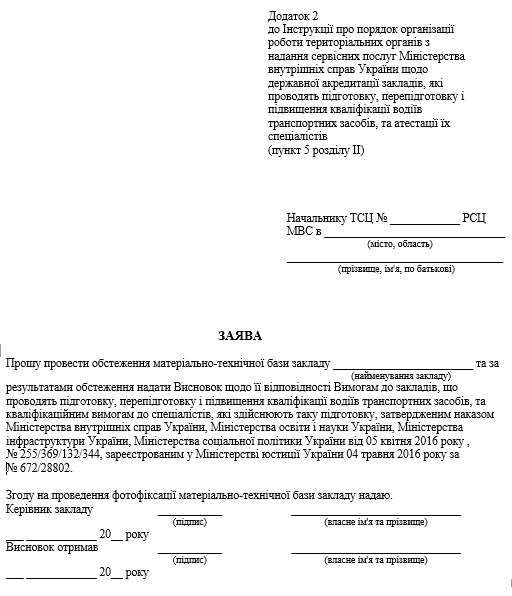 Додаток 2
до Інструкції про порядок організації
роботи територіальних органів з
надання сервісних послуг Міністерства
внутрішніх справ України щодо
державної акредитації закладів, які
проводять підготовку, перепідготовку і
підвищення кваліфікації водіїв
транспортних засобів, та атестації їх
спеціалістів
(пункт 5 розділу II)
Начальнику ТСЦ № ____________ РСЦ
МВС в _______________________________
(місто, область)
_____________________________________
(прізвище, ім'я, по батькові)
ЗАЯВА
Прошу провести обстеження матеріально-технічної бази закладу ________________________ та за
(найменування закладу)
результатами обстеження надати Висновок щодо її відповідності Вимогам до закладів, що
проводять підготовку, перепідготовку і підвищення кваліфікації водіїв транспортних засобів, та
кваліфікаційним вимогам до спеціалістів, які здійснюють таку підготовку, затвердженим наказом
Міністерства внутрішніх справ України, Міністерства освіти і науки України, Міністерства
інфраструктури України, Міністерства соціальної політики України від 05 квітня 2016 року ,
№ 255/369/132/344, зареєстрованим у Міністерстві юстиції України 04 травня 2016 року за
№ 672/28802.
Згоду на проведення фотофіксації матеріально-технічної бази закладу надаю.
Керівник закладу ___________ _____________________________
(підпис) (власне ім'я та прізвище)
___ ____________ 20__ року
Висновок отримав ___________ _____________________________
(підпис) (власне ім'я та прізвище)
___ ____________ 20__ року